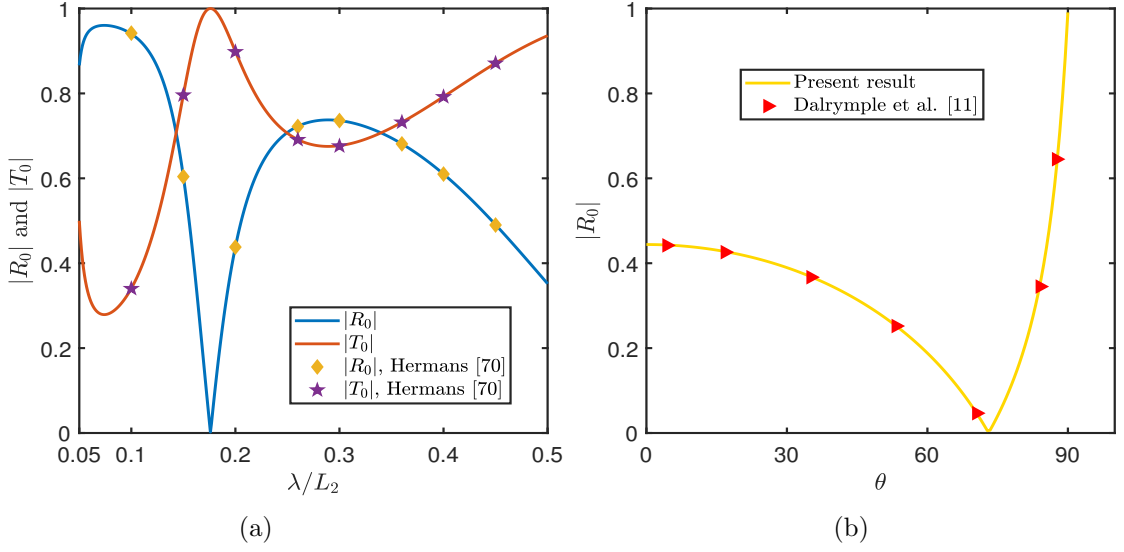 1
0.8
0.6
0.4
0.2
0
|R₀| and |T₀|
0.05 0.1 0.2 0.3 0.4 0.5
λ/L₂
|R₀|
|T₀|
|R₀|, Hermans [70]
|T₀|, Hermans [70]
(a)
1
0.8
0.6
0.4
0.2
0
|R₀|
0 30 60 90
θ
Present result
Dalrymple et al. [11]
(b)